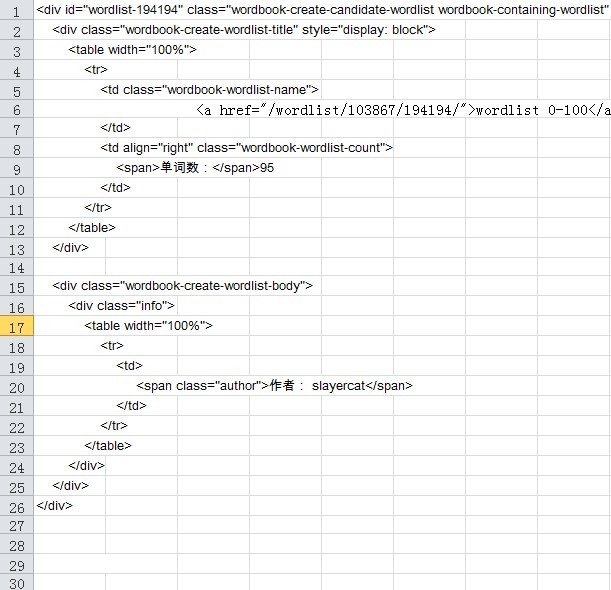 1 <div id="wordlist-194194" class="wordbook-create-candidate-wordlist wordbook-containing-wordlist"
2 <div class="wordbook-create-wordlist-title" style="display: block">
3 <table width="100%">
4 <tr>
5 <td class="wordbook-wordlist-name">
6 <a href="/wordlist/103867/194194/">wordlist 0-100</a
7 </td>
8 <td align="right" class="wordbook-wordlist-count">
9 <span>单词数：</span>95
10 </td>
11 </tr>
12 </table>
13 </div>
14
15 <div class="wordbook-create-wordlist-body">
16 <div class="info">
17 <table width="100%">
18 <tr>
19 <td>
20 <span class="author">作者： slayercat</span>
21 </td>
22 </tr>
23 </table>
24 </div>
25 </div>
26 </div>
27
28
29
30